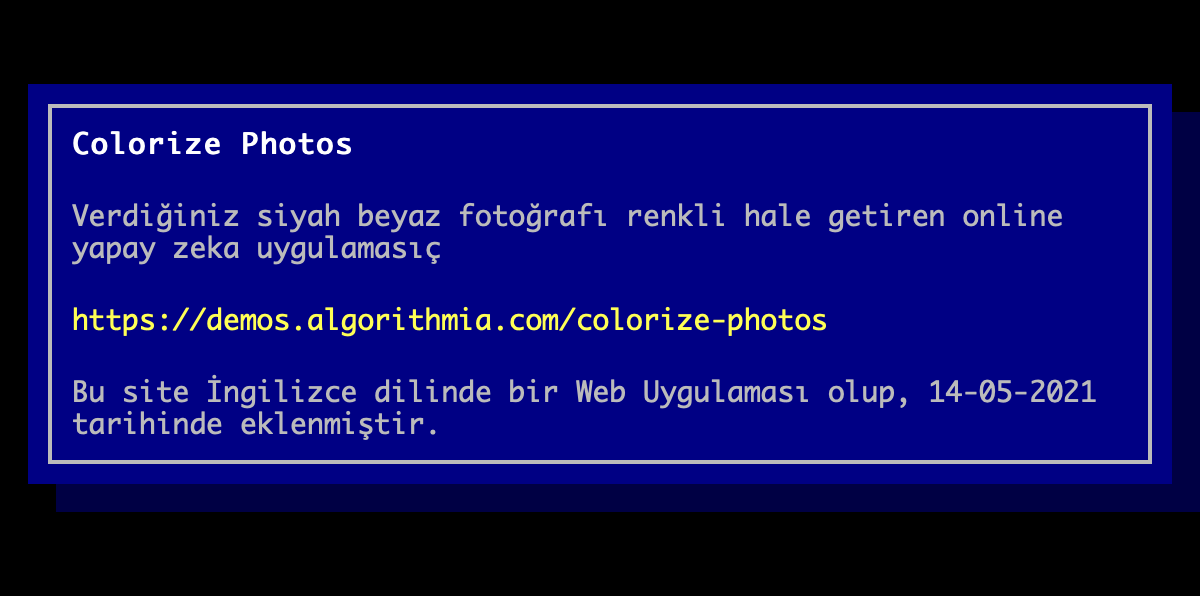 Colorize Photos
Verdiğiniz siyah beyaz fotoğrafı renkli hale getiren online
yapay zeka uygulamasıç
https://demos.algorithmia.com/colorize-photos
Bu site İngilizce dilinde bir Web Uygulaması olup, 14-05-2021
tarihinde eklenmiştir.